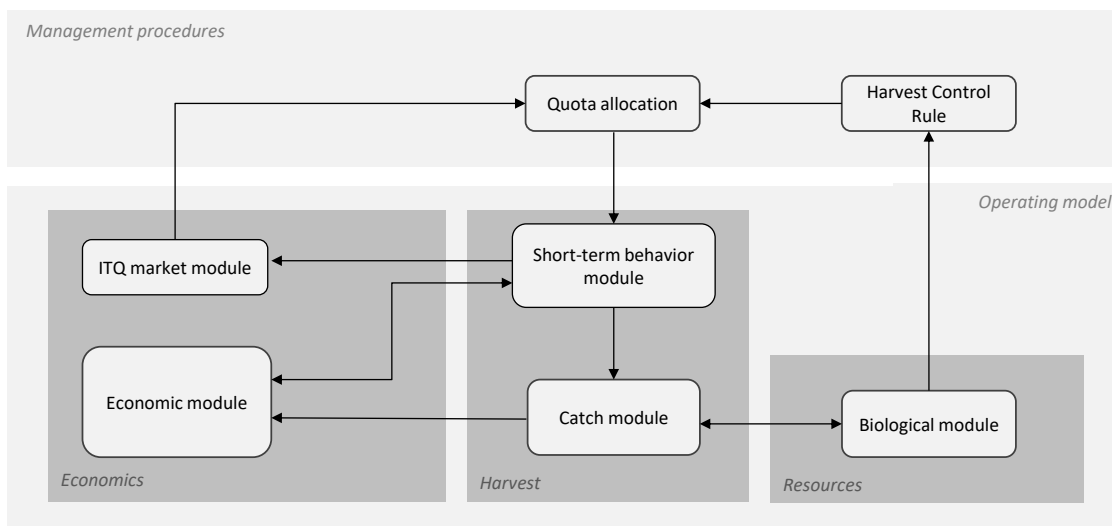 Management procedures
Quota allocation
Harvest Control
Rule
Operating model
ITQ market module
Short-term behavior
module
Economic module
Catch module
Biological module
Economics
Harvest
Resources